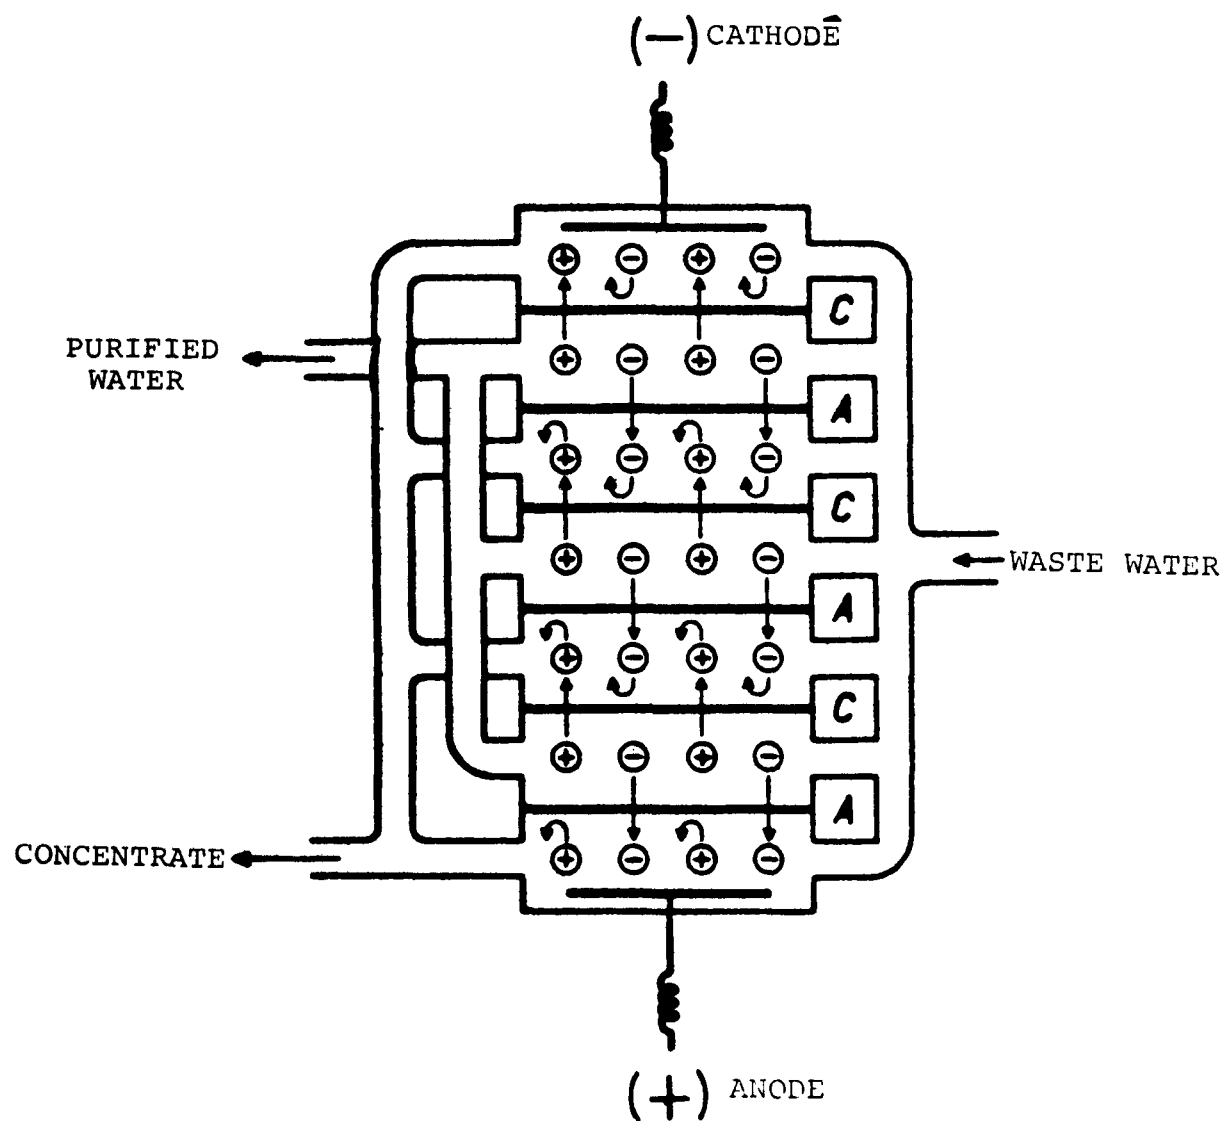 (−) CATHODE
C
PURIFIED
WATER
A
C
WASTE WATER
A
C
A
CONCENTRATE
(+) ANODE